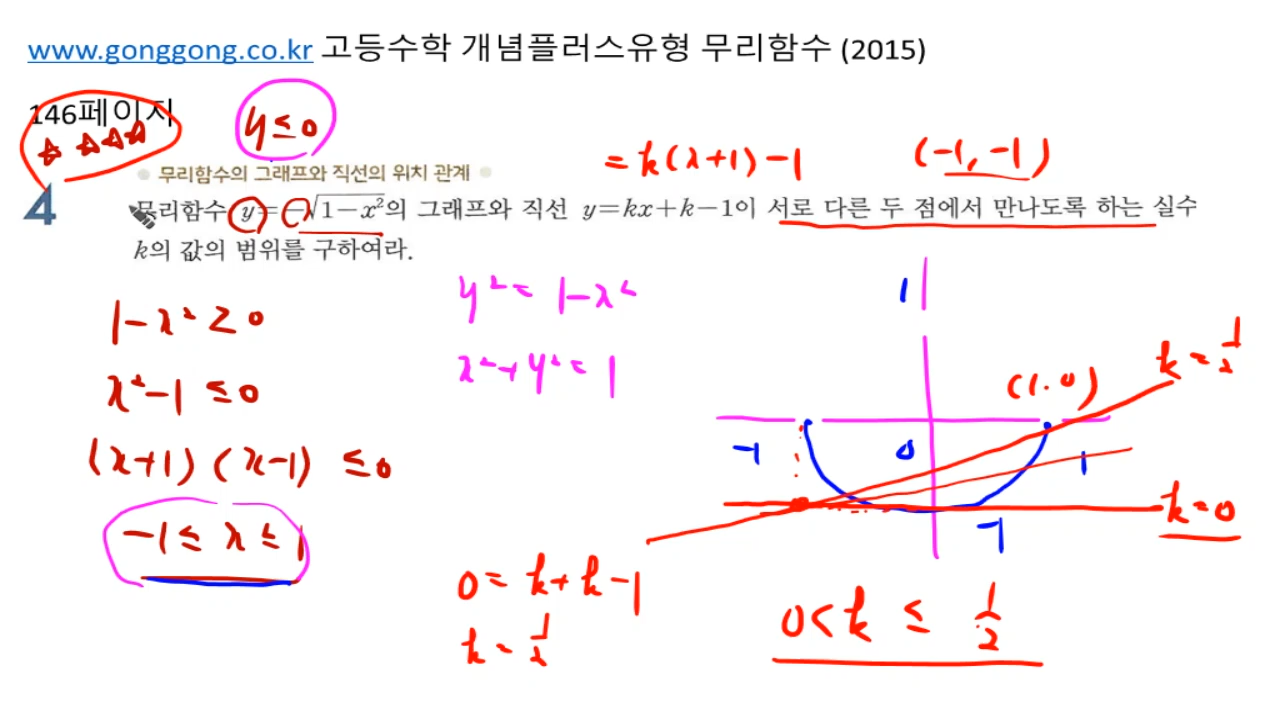 www.gonggong.co.kr 고등수학 개념플러스유형 무리함수 (2015)
146페이지
y ≤ 0
= k(x+1) -1
(-1, -1)
무리함수의 그래프와 직선의 위치 관계
4 무리함수 y=-√1-x²의 그래프와 직선 y=kx+k-1이 서로 다른 두 점에서 만나도록 하는 실수
k의 값의 범위를 구하여라.
1-x² ≥ 0
x²-1 ≤ 0
(x+1)(x-1) ≤ 0
-1 ≤ x ≤ 1
y² = 1-x²
x²+y² = 1
0 = k+k-1
k = 1/2
1
k = 1/2
(1.0)
-1
0
1
k=0
-1
0<k ≤ 1/2